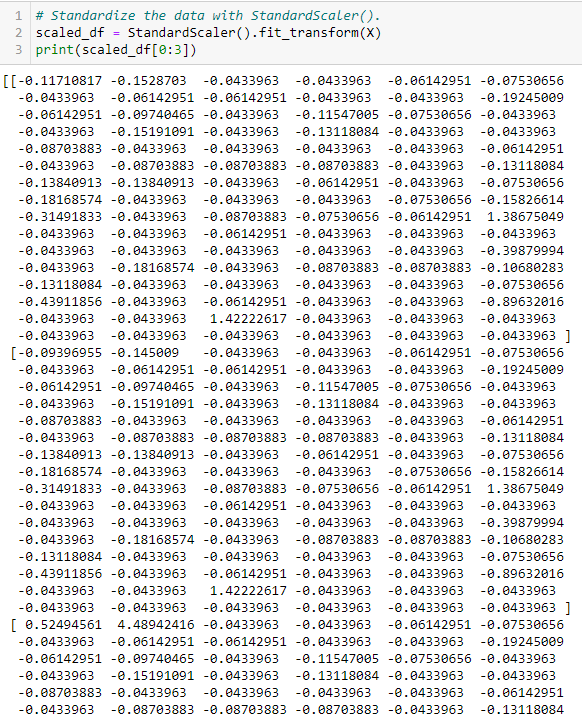 1 # Standardize the data with StandardScaler().
2 scaled_df = StandardScaler().fit_transform(X)
3 print(scaled_df[0:3])
[[-0.11710817 -0.1528703 -0.0433963 -0.0433963 -0.06142951 -0.07530656
-0.0433963 -0.06142951 -0.06142951 -0.0433963 -0.0433963 -0.19245009
-0.06142951 -0.09740465 -0.0433963 -0.11547005 -0.07530656 -0.0433963
-0.0433963 -0.15191091 -0.0433963 -0.13118084 -0.0433963 -0.0433963
-0.08703883 -0.0433963 -0.0433963 -0.0433963 -0.0433963 -0.06142951
-0.0433963 -0.08703883 -0.08703883 -0.08703883 -0.0433963 -0.13118084
-0.13840913 -0.13840913 -0.0433963 -0.06142951 -0.0433963 -0.07530656
-0.18168574 -0.0433963 -0.0433963 -0.0433963 -0.07530656 -0.15826614
-0.31491833 -0.0433963 -0.08703883 -0.07530656 -0.06142951 1.38675049
-0.0433963 -0.0433963 -0.06142951 -0.0433963 -0.0433963 -0.0433963
-0.0433963 -0.0433963 -0.0433963 -0.0433963 -0.0433963 -0.39879994
-0.0433963 -0.18168574 -0.0433963 -0.08703883 -0.08703883 -0.10680283
-0.13118084 -0.0433963 -0.0433963 -0.0433963 -0.0433963 -0.07530656
-0.43911856 -0.0433963 -0.06142951 -0.0433963 -0.0433963 -0.89632016
-0.0433963 -0.0433963 1.42222617 -0.0433963 -0.0433963 -0.0433963
-0.0433963 -0.0433963 -0.0433963 -0.0433963 -0.0433963 -0.0433963 ]
[-0.09396955 -0.145009 -0.0433963 -0.0433963 -0.06142951 -0.07530656
-0.0433963 -0.06142951 -0.06142951 -0.0433963 -0.0433963 -0.19245009
-0.06142951 -0.09740465 -0.0433963 -0.11547005 -0.07530656 -0.0433963
-0.0433963 -0.15191091 -0.0433963 -0.13118084 -0.0433963 -0.0433963
-0.08703883 -0.0433963 -0.0433963 -0.0433963 -0.0433963 -0.06142951
-0.0433963 -0.08703883 -0.08703883 -0.08703883 -0.0433963 -0.13118084
-0.13840913 -0.13840913 -0.0433963 -0.06142951 -0.0433963 -0.07530656
-0.18168574 -0.0433963 -0.0433963 -0.0433963 -0.07530656 -0.15826614
-0.31491833 -0.0433963 -0.08703883 -0.07530656 -0.06142951 1.38675049
-0.0433963 -0.0433963 -0.06142951 -0.0433963 -0.0433963 -0.0433963
-0.0433963 -0.0433963 -0.0433963 -0.0433963 -0.0433963 -0.39879994
-0.0433963 -0.18168574 -0.0433963 -0.08703883 -0.08703883 -0.10680283
-0.13118084 -0.0433963 -0.0433963 -0.0433963 -0.0433963 -0.07530656
-0.43911856 -0.0433963 -0.06142951 -0.0433963 -0.0433963 -0.89632016
-0.0433963 -0.0433963 1.42222617 -0.0433963 -0.0433963 -0.0433963
-0.0433963 -0.0433963 -0.0433963 -0.0433963 -0.0433963 -0.0433963 ]
[ 0.52494561 4.48942416 -0.0433963 -0.0433963 -0.06142951 -0.07530656
-0.0433963 -0.06142951 -0.06142951 -0.0433963 -0.0433963 -0.19245009
-0.06142951 -0.09740465 -0.0433963 -0.11547005 -0.07530656 -0.0433963
-0.0433963 -0.15191091 -0.0433963 -0.13118084 -0.0433963 -0.0433963
-0.08703883 -0.0433963 -0.0433963 -0.0433963 -0.0433963 -0.06142951
-0.0433963 -0.08703883 -0.08703883 -0.08703883 -0.0433963 -0.13118084